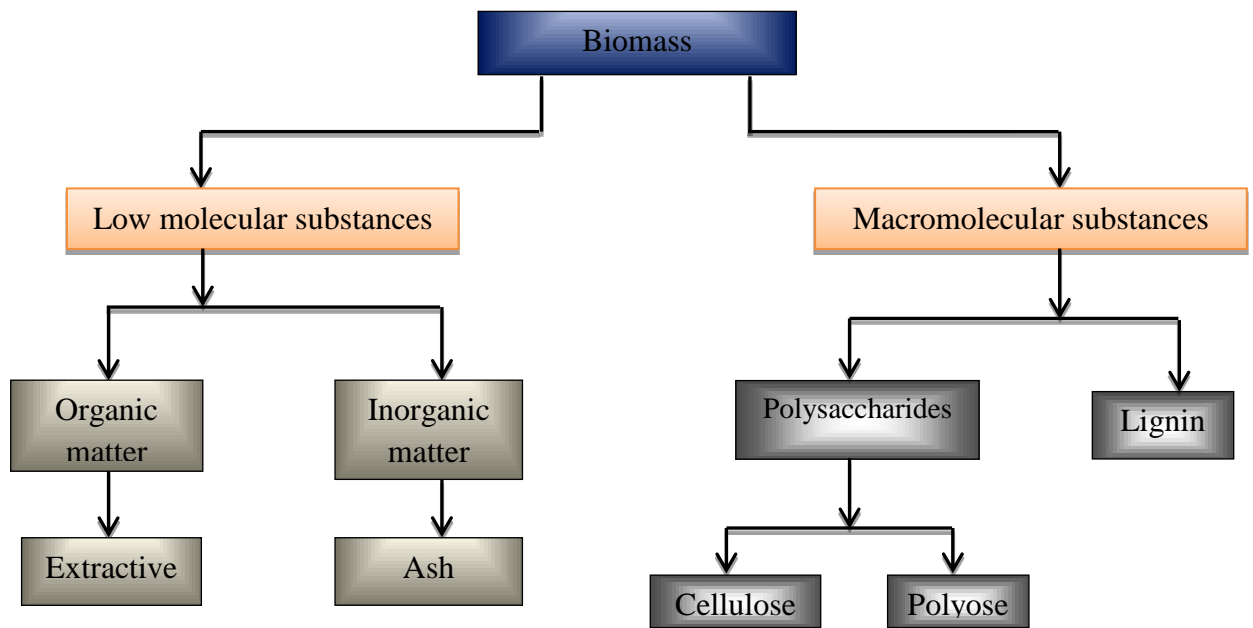 Biomass
Low molecular substances
Macromolecular substances
Organic
matter
Inorganic
matter
Polysaccharides
Lignin
Extractive
Ash
Cellulose
Polyose